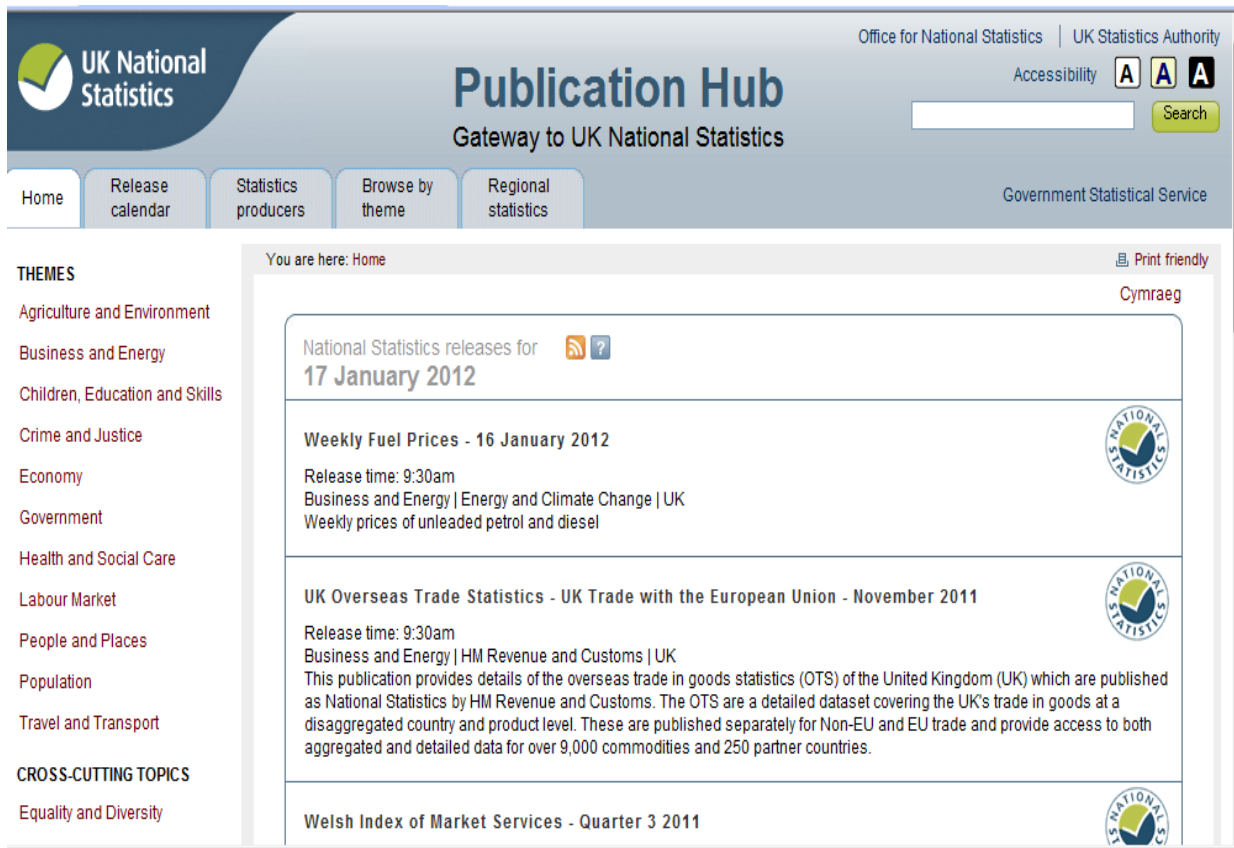 Office for National Statistics | UK Statistics Authority
UK National
Statistics
Publication Hub
Gateway to UK National Statistics
Accessibility A A A
Search
Home
Release
calendar
Statistics
producers
Browse by
theme
Regional
statistics
Government Statistical Service
THEMES
Agriculture and Environment
Business and Energy
Children, Education and Skills
Crime and Justice
Economy
Government
Health and Social Care
Labour Market
People and Places
Population
Travel and Transport
CROSS-CUTTING TOPICS
Equality and Diversity
You are here: Home
Print friendly
Cymraeg
National Statistics releases for ?
17 January 2012
Weekly Fuel Prices - 16 January 2012
NATIONAL STATISTICS
Release time: 9:30am
Business and Energy | Energy and Climate Change | UK
Weekly prices of unleaded petrol and diesel
UK Overseas Trade Statistics - UK Trade with the European Union - November 2011
NATIONAL STATISTICS
Release time: 9:30am
Business and Energy | HM Revenue and Customs | UK
This publication provides details of the overseas trade in goods statistics (OTS) of the United Kingdom (UK) which are published
as National Statistics by HM Revenue and Customs. The OTS are a detailed dataset covering the UK's trade in goods at a
disaggregated country and product level. These are published separately for Non-EU and EU trade and provide access to both
aggregated and detailed data for over 9,000 commodities and 250 partner countries.
Welsh Index of Market Services - Quarter 3 2011
NATIONAL